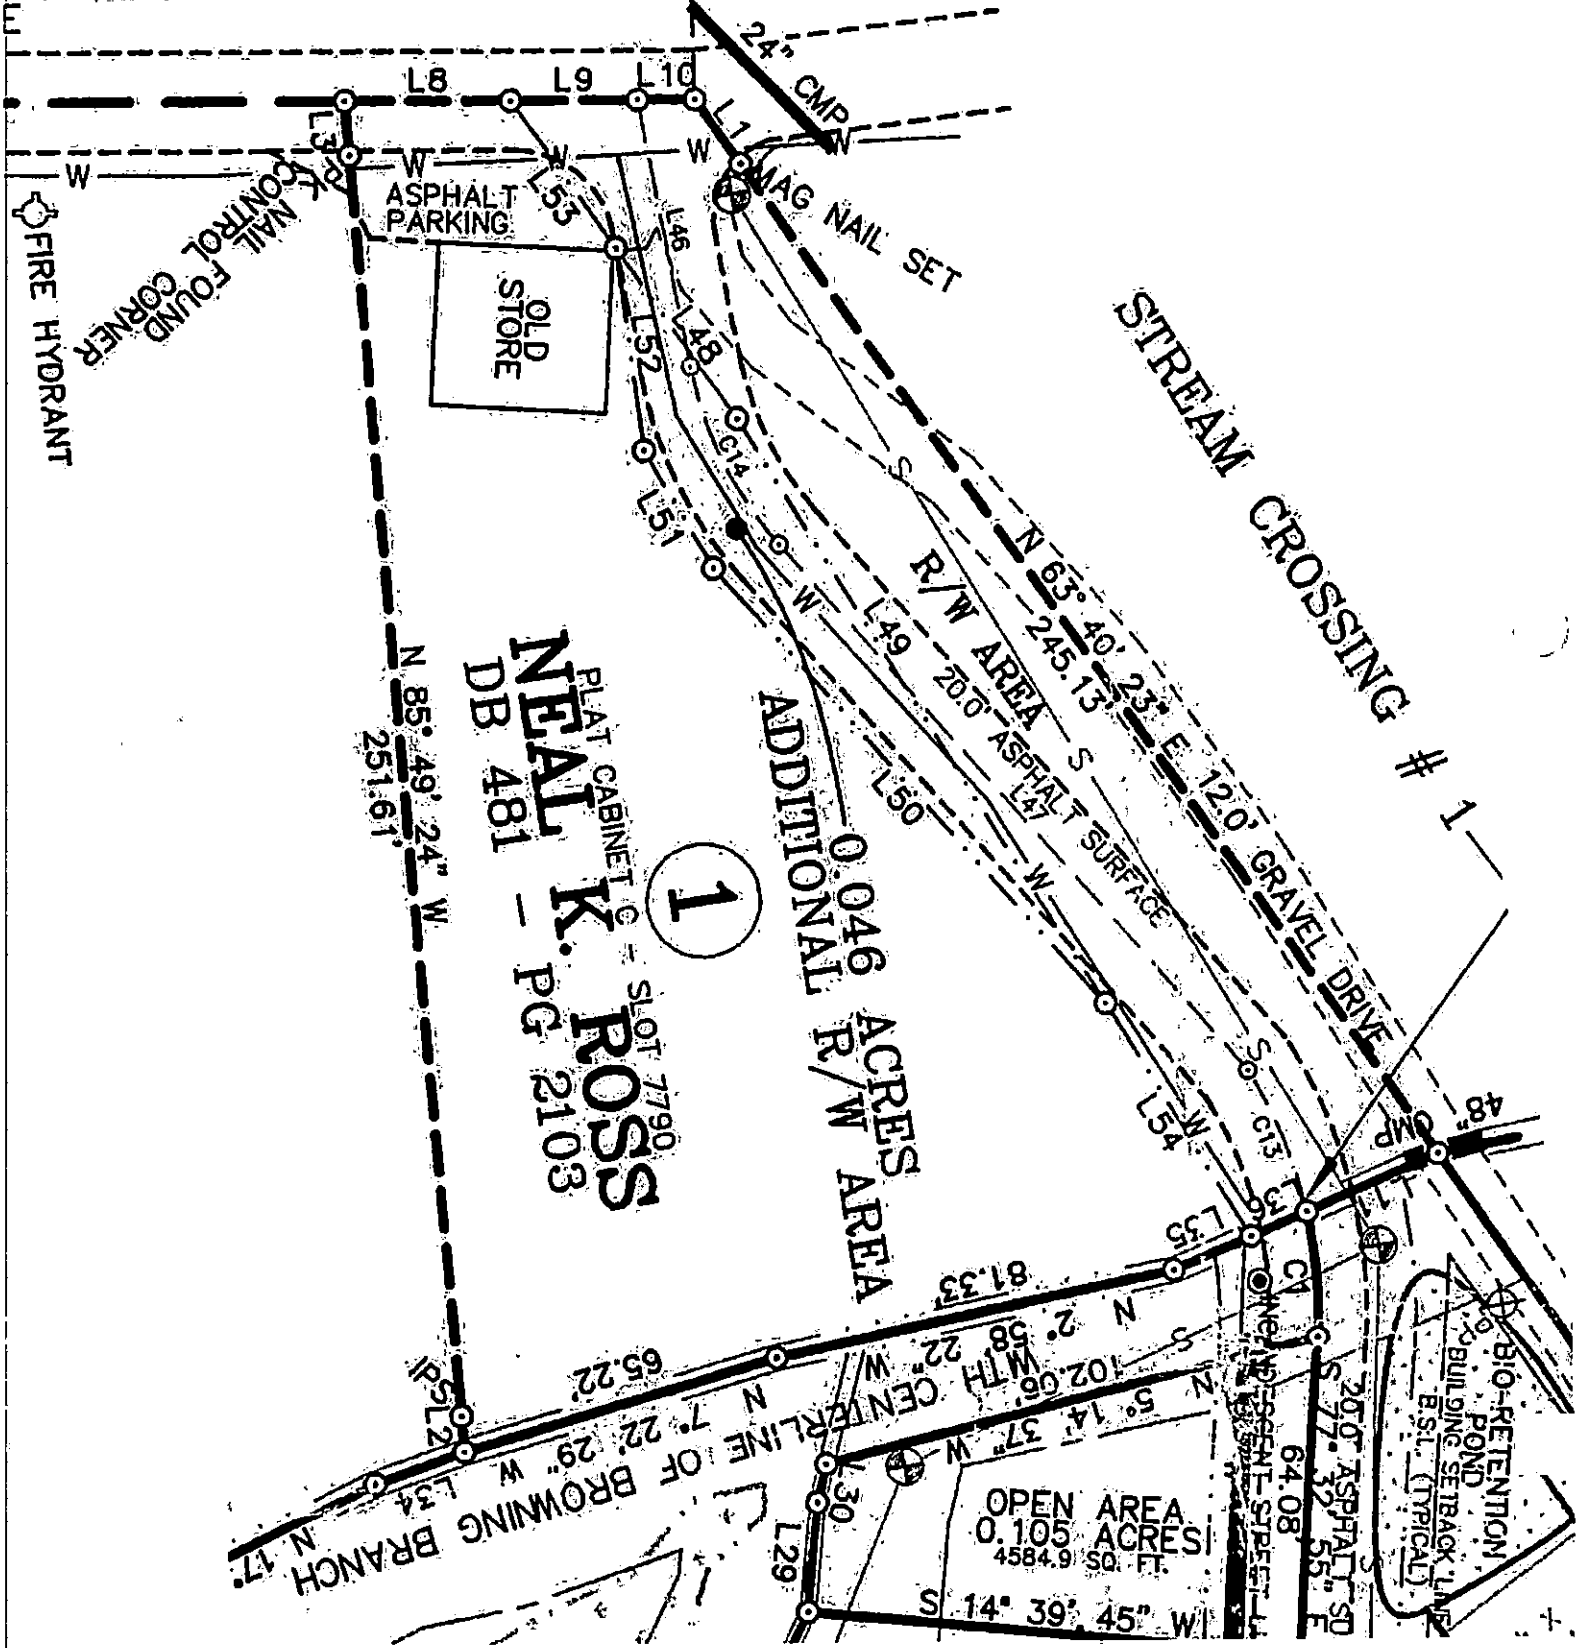 E
24" CMP
L8
L9
L10
L1
L3
W
W
W
W
W
PK
NAIL FOUND
CONTROL CORNER
ASPHALT
PARKING
L53
L46
MAG NAIL SET
FIRE HYDRANT
OLD
STORE
L52
L48
C14
L51
S
STREAM CROSSING # 1
N 63° 40' 23" E
245.13'
12.0' GRAVEL DRIVE
R/W AREA
L49
20.0' ASPHALT SURFACE
L47
W
S
L50
W
N 85° 49' 24" W
251.61'
PLAT CABINET C - SLOT 7790
NEAL K. ROSS
DB 481 - PG 2103
1
0.046 ACRES
ADDITIONAL R/W AREA
S
C13
L54
W
48"
CMP
L36
L35
C1
81.33'
N 2° 58' 22" W
65.22'
N 7° 22' 29" W
IPS
L2
L34
N 17°
CENTERLINE OF BROWNING BRANCH
102.06'
N 5° 14' 37" W
S
L30
L29
OPEN AREA
0.105 ACRES
4584.9 SQ. FT.
S 14° 39' 45" W
S 77° 32' 55" E
64.08'
20.0' ASPHALT
BIO-RETENTION
POND
BUILDING SETBACK LINE
B.S.L. (TYPICAL)
S